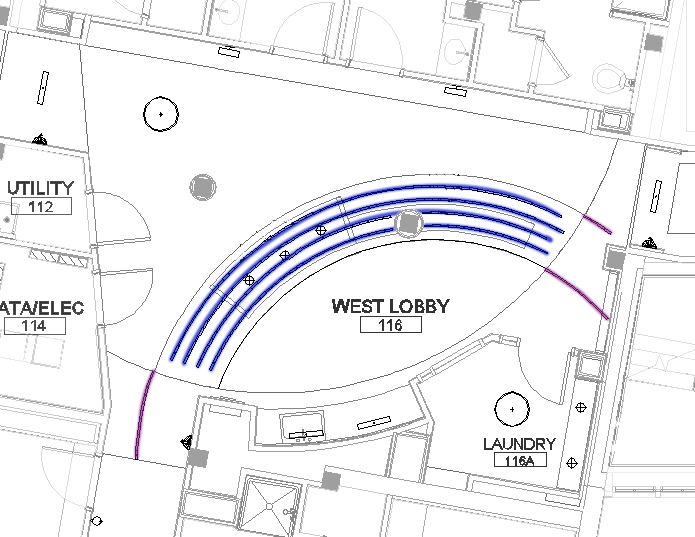 UTILITY
112
ATA/ELEC
114
WEST LOBBY
116
LAUNDRY
116A